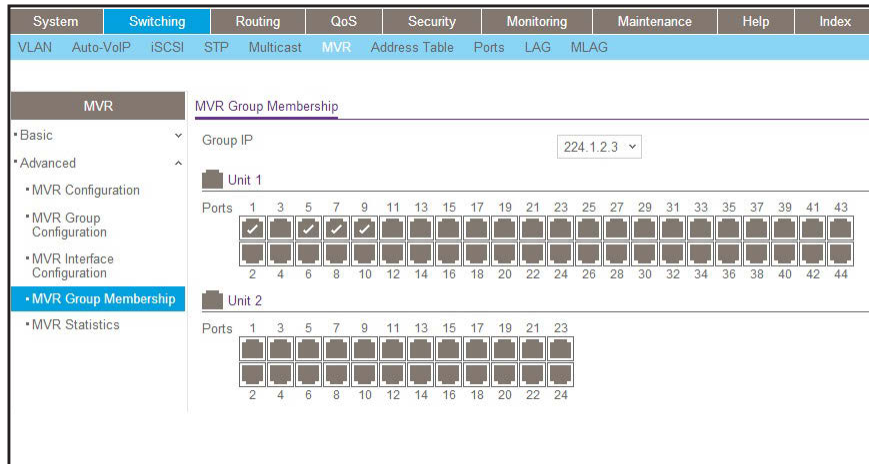 System Switching Routing QoS Security Monitoring Maintenance Help Index
VLAN Auto-VoIP iSCSI STP Multicast MVR Address Table Ports LAG MLAG
MVR
Basic
Advanced
MVR Configuration
MVR Group
Configuration
MVR Interface
Configuration
MVR Group Membership
MVR Statistics
MVR Group Membership
Group IP 224.1.2.3
Unit 1
Ports 1 3 5 7 9 11 13 15 17 19 21 23 25 27 29 31 33 35 37 39 41 43
2 4 6 8 10 12 14 16 18 20 22 24 26 28 30 32 34 36 38 40 42 44
Unit 2
Ports 1 3 5 7 9 11 13 15 17 19 21 23
2 4 6 8 10 12 14 16 18 20 22 24